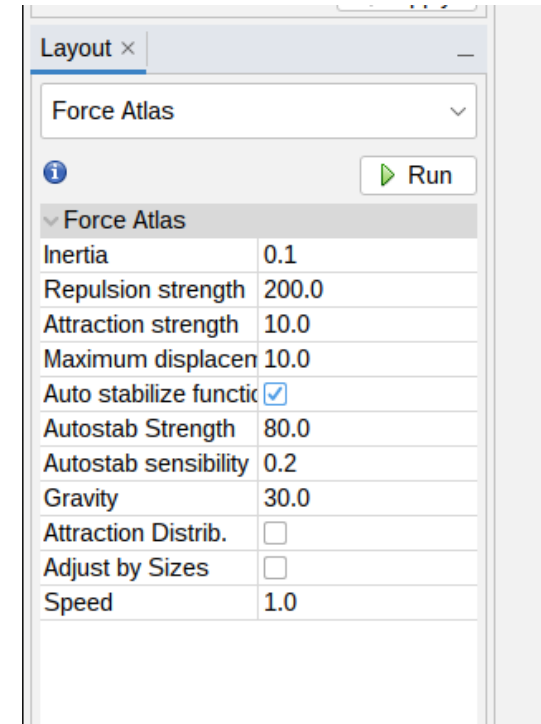 Layout ×
Force Atlas
Run
Force Atlas
Inertia 0.1
Repulsion strength 200.0
Attraction strength 10.0
Maximum displacem 10.0
Auto stabilize functio
Autostab Strength 80.0
Autostab sensibility 0.2
Gravity 30.0
Attraction Distrib.
Adjust by Sizes
Speed 1.0